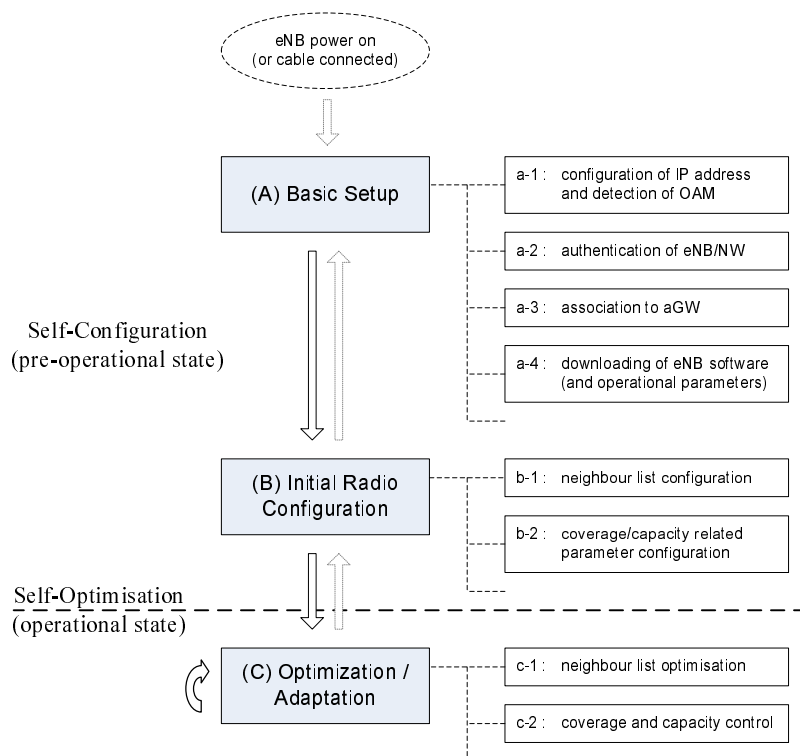 eNB power on
(or cable connected)
(A) Basic Setup
a-1 : configuration of IP address
and detection of OAM
a-2 : authentication of eNB/NW
a-3 : association to aGW
a-4 : downloading of eNB software
(and operational parameters)
Self-Configuration
(pre-operational state)
(B) Initial Radio
Configuration
b-1 : neighbour list configuration
b-2 : coverage/capacity related
parameter configuration
Self-Optimisation
(operational state)
(C) Optimization /
Adaptation
c-1 : neighbour list optimisation
c-2 : coverage and capacity control